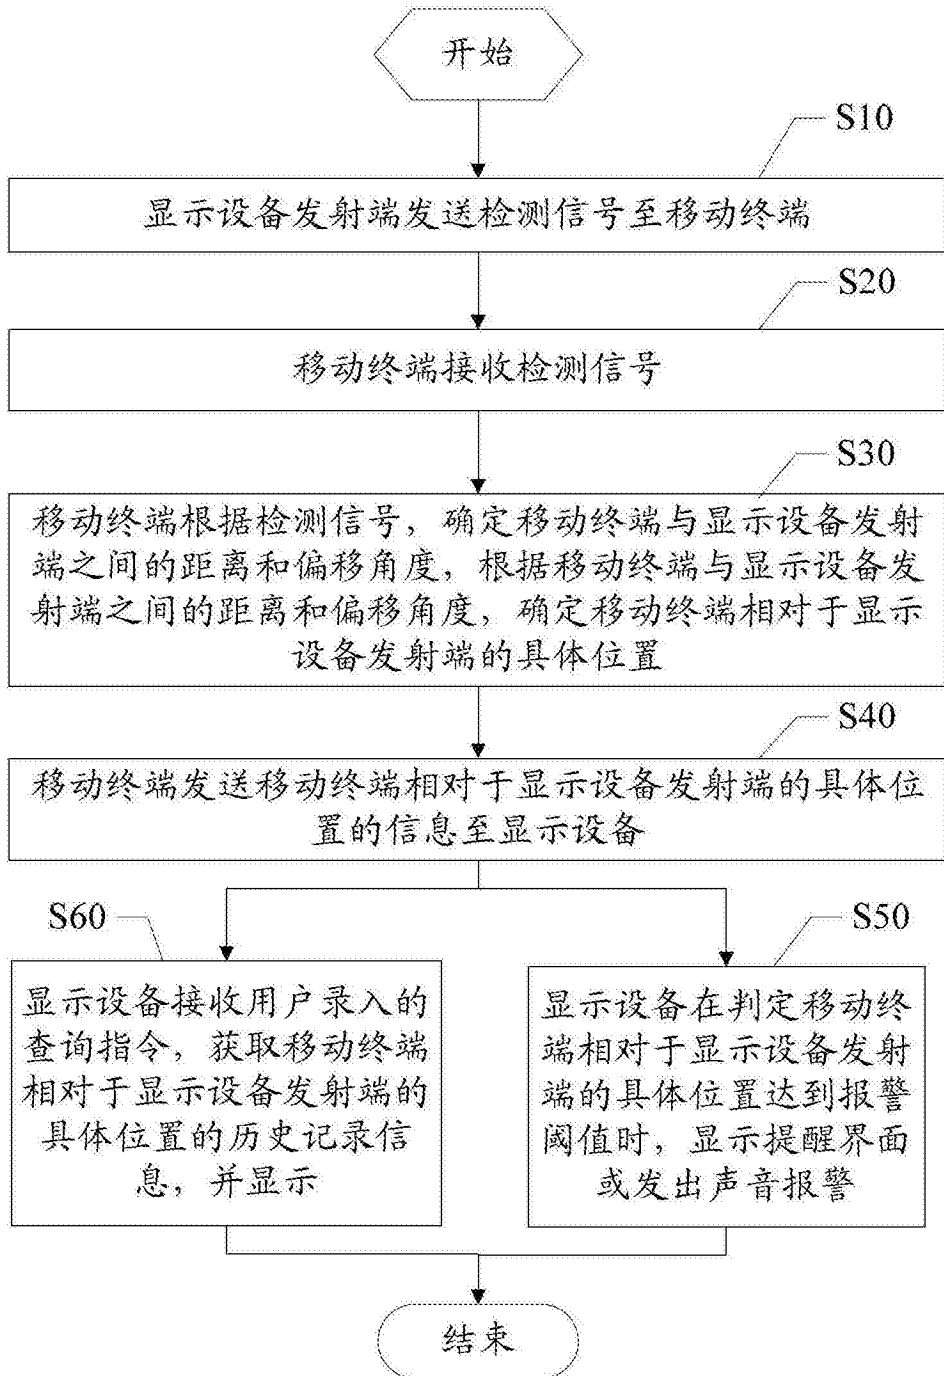 开始
S10
显示设备发射端发送检测信号至移动终端
S20
移动终端接收检测信号
S30
移动终端根据检测信号，确定移动终端与显示设备发射
端之间的距离和偏移角度，根据移动终端与显示设备发
射端之间的距离和偏移角度，确定移动终端相对于显示
设备发射端的具体位置
S40
移动终端发送移动终端相对于显示设备发射端的具体位
置的信息至显示设备
S60
显示设备接收用户录入的
查询指令，获取移动终端
相对于显示设备发射端的
具体位置的历史记录信
息，并显示
S50
显示设备在判定移动终
端相对于显示设备发射
端的具体位置达到报警
阈值时，显示提醒界面
或发出声音报警
结束